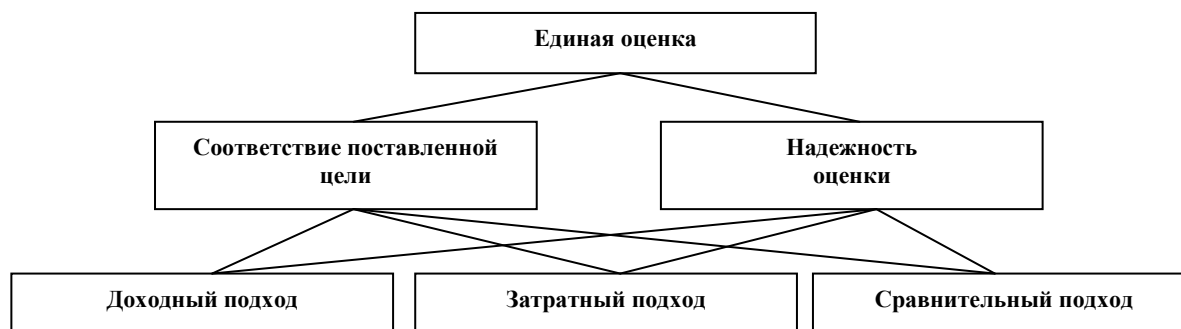 Единая оценка
Соответствие поставленной
цели
Надежность
оценки
Доходный подход
Затратный подход
Сравнительный подход